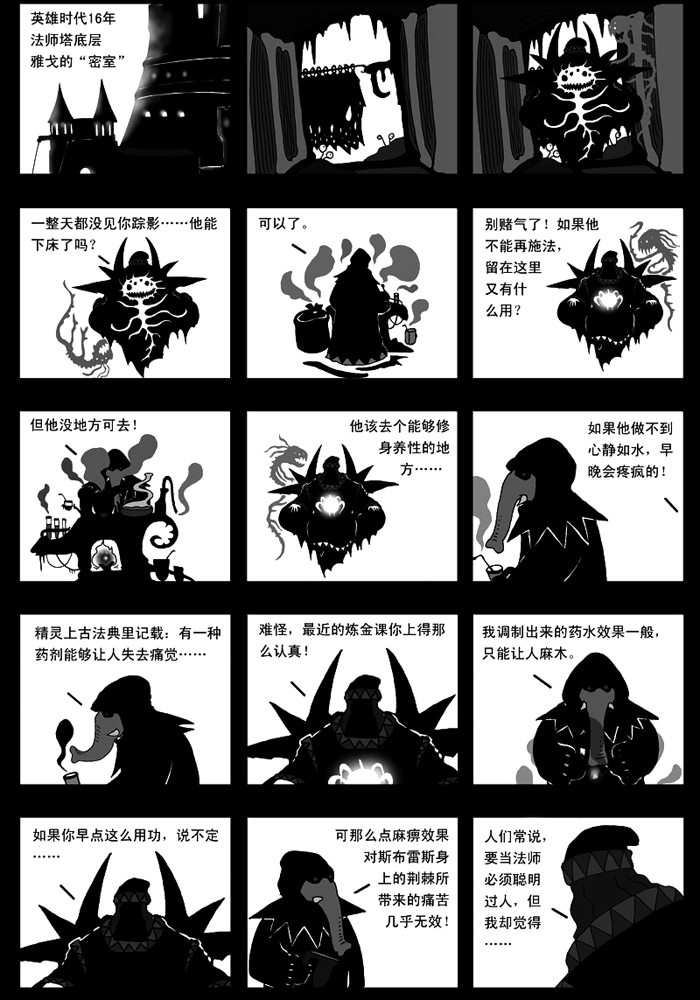 英雄时代16年
法师塔底层
雅戈的“密室”
一整天都没见你踪影……他能
下床了吗？
可以了。
别赌气了！如果他
不能再施法，
留在这里
又有什
么用？
但他没地方可去！
他该去个能够修
身养性的地
方……
如果他做不到
心静如水，早
晚会疼疯的！
精灵上古法典里记载：有一种
药剂能够让人失去痛觉……
难怪，最近的炼金课你上得那
么认真！
我调制出来的药水效果一般，
只能让人麻木。
如果你早点这么用功，说不定
……
可那么点麻痹效果
对斯布雷斯身
上的荆棘所
带来的痛苦
几乎无效！
人们常说，
要当法师
必须聪明
过人，但
我却觉得
……